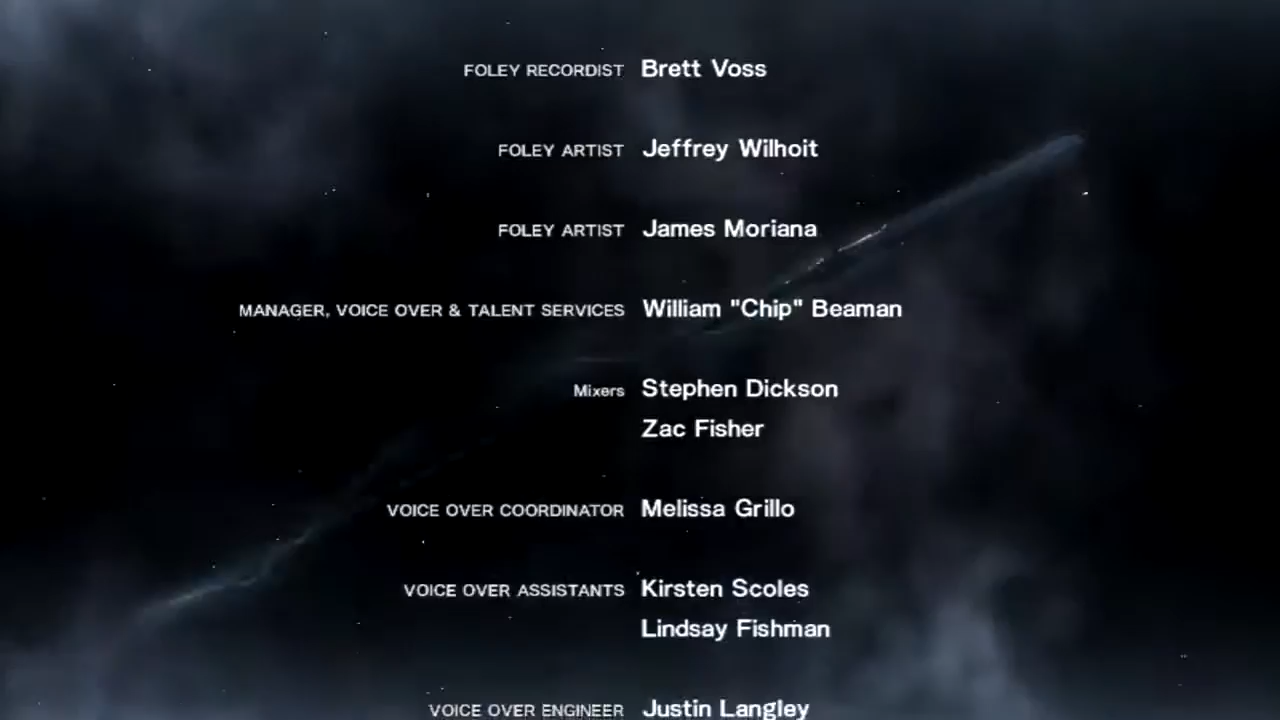 FOLEY RECORDIST Brett Voss
FOLEY ARTIST Jeffrey Wilhoit
FOLEY ARTIST James Moriana
MANAGER, VOICE OVER & TALENT SERVICES William "Chip" Beaman
Mixers Stephen Dickson
Zac Fisher
VOICE OVER COORDINATOR Melissa Grillo
VOICE OVER ASSISTANTS Kirsten Scoles
Lindsay Fishman
VOICE OVER ENGINEER Justin Langley